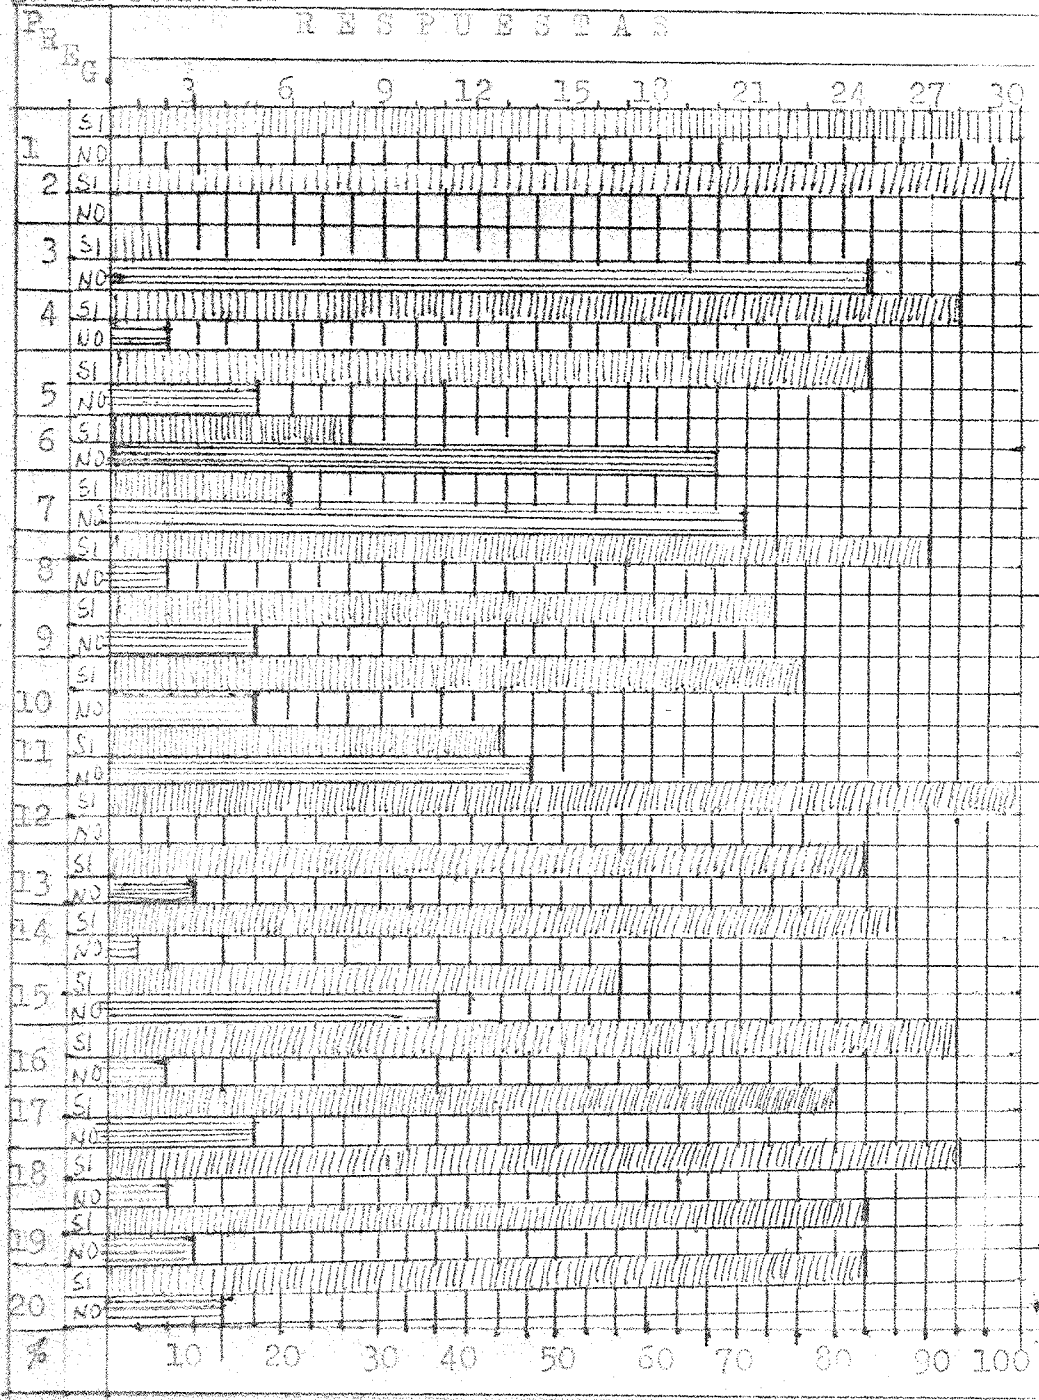 PREG
RESPUESTAS
3 6 9 12 15 18 21 24 27 30
1 SI
NO
2 SI
NO
3 SI
NO
4 SI
NO
5 SI
NO
6 SI
NO
7 SI
NO
8 SI
NO
9 SI
NO
10 SI
NO
11 SI
NO
12 SI
NO
13 SI
NO
14 SI
NO
15 SI
NO
16 SI
NO
17 SI
NO
18 SI
NO
19 SI
NO
20 SI
NO
% 10 20 30 40 50 60 70 80 90 100